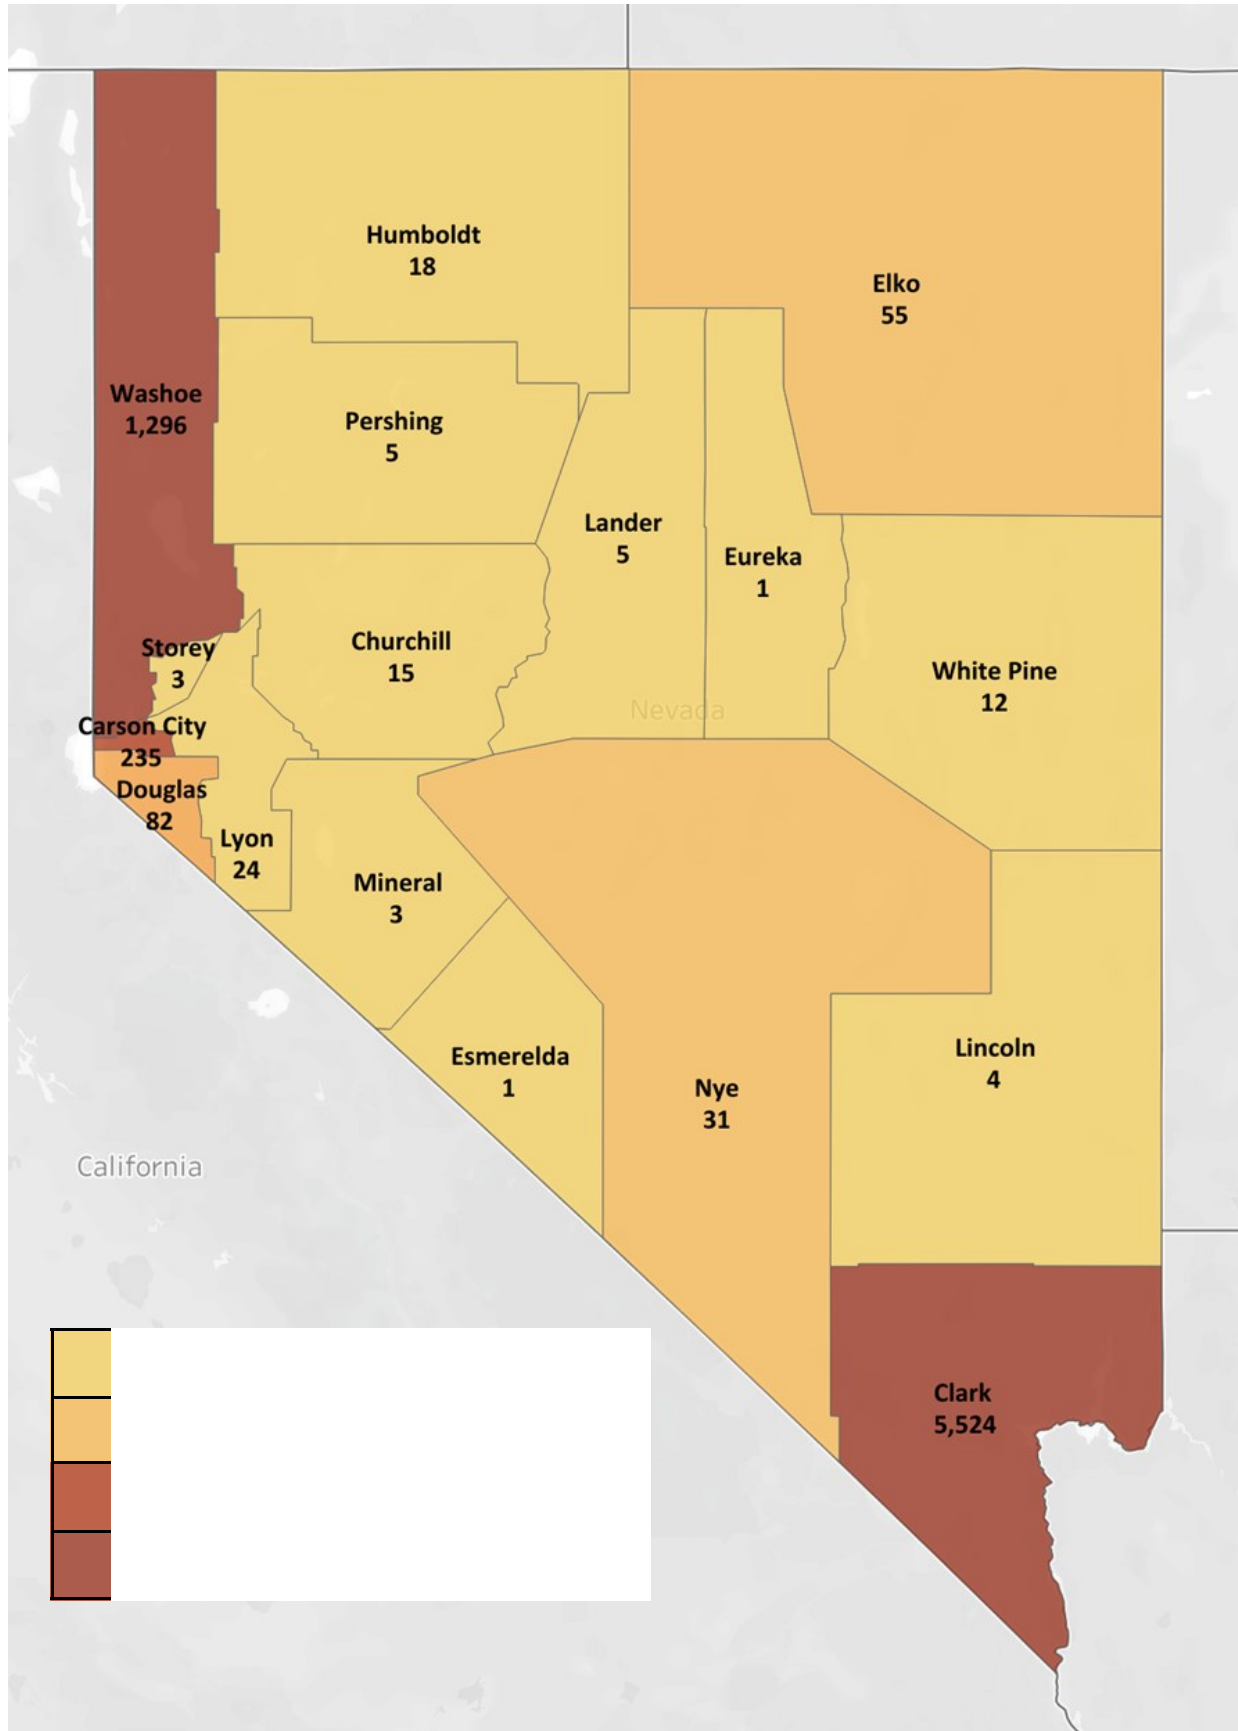 Humboldt
18
Elko
55
Washoe
1,296
Pershing
5
Lander
5
Eureka
1
Storey
3
Churchill
15
White Pine
12
Nevada
Carson City
235
Douglas
82
Lyon
24
Mineral
3
Esmerelda
1
Nye
31
Lincoln
4
California
Clark
5,524